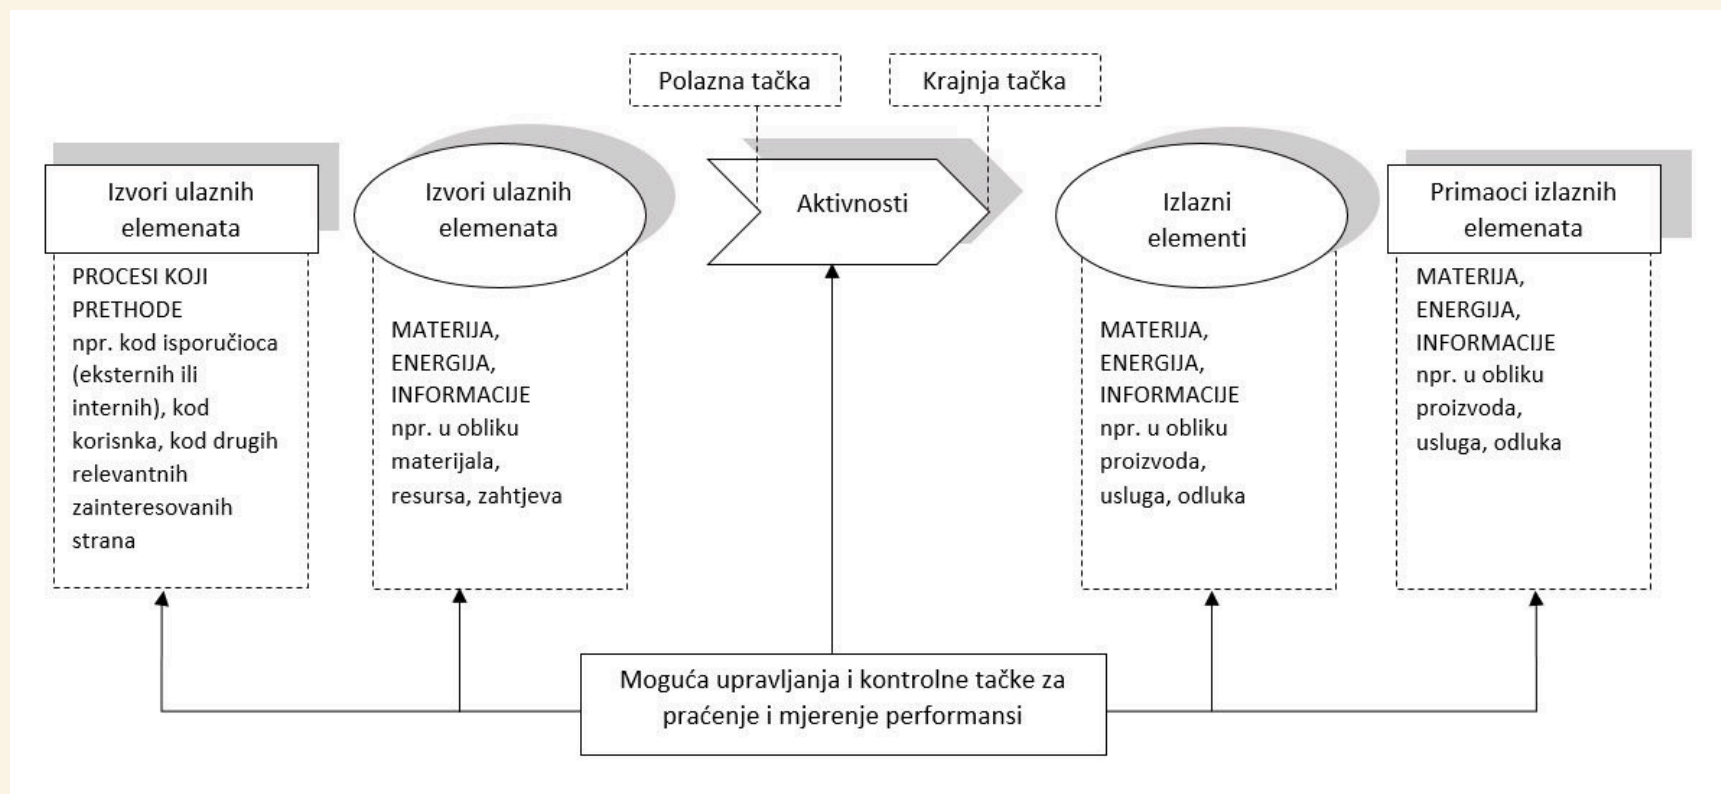 Polazna tačka
Krajnja tačka
Izvori ulaznih
elemenata
PROCESI KOJI
PRETHODE
npr. kod isporučioca
(eksternih ili
internih), kod
korisnka, kod drugih
relevantnih
zainteresovanih
strana
Izvori ulaznih
elemenata
MATERIJA,
ENERGIJA,
INFORMACIJE
npr. u obliku
materijala,
resursa, zahtjeva
Aktivnosti
Izlazni
elementi
MATERIJA,
ENERGIJA,
INFORMACIJE
npr. u obliku
proizvoda,
usluga, odluka
Primaoci izlaznih
elemenata
MATERIJA,
ENERGIJA,
INFORMACIJE
npr. u obliku
proizvoda,
usluga, odluka
Moguća upravljanja i kontrolne tačke za
praćenje i mjerenje performansi